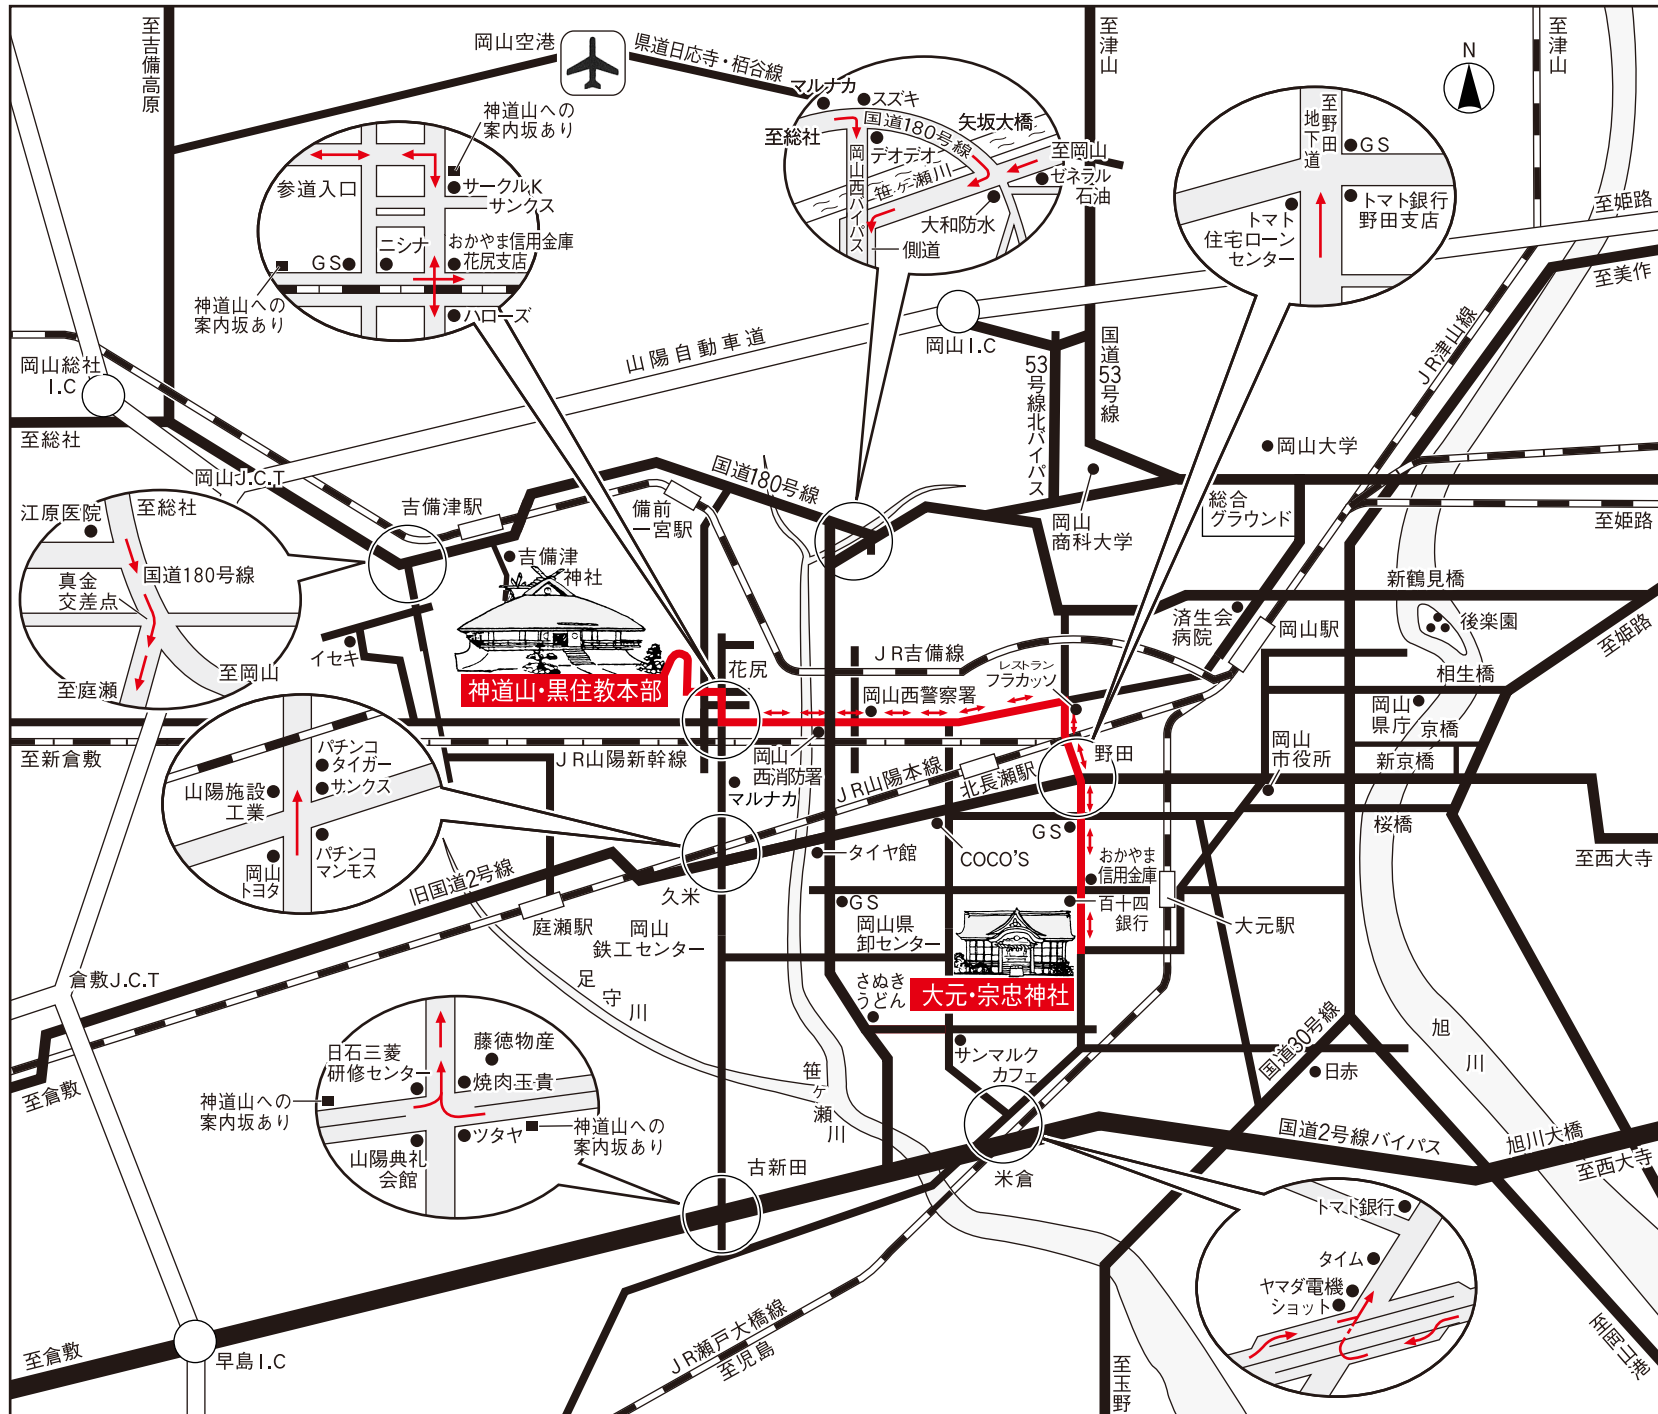 至吉備高原
岡山空港
県道日応寺・栢谷線
至津山
至津山
N
神道山への
案内坂あり
参道入口
サークルK
サンクス
ニシナ
おかやま信用金庫
花尻支店
GS
神道山への
案内坂あり
ハローズ
マルナカ
スズキ
国道180号線
矢坂大橋
至総社
至岡山
デオデオ
岡山西バイパス
笹ヶ瀬川
ゼネラル
石油
大和防水
側道
至野田
地下道
GS
トマト銀行
野田支店
トマト
住宅ローン
センター
至姫路
至美作
岡山総社
I.C
至総社
岡山J.C.T
山陽自動車道
岡山I.C
53号線北バイパス
国道53号線
JR津山線
岡山大学
国道180号線
吉備津駅
備前
一宮駅
岡山
商科大学
総合
グラウンド
至姫路
江原医院
至総社
国道180号線
真金
交差点
至岡山
至庭瀬
吉備津
神社
イセキ
新鶴見橋
後楽園
済生会
病院
岡山駅
至姫路
相生橋
花尻
JR吉備線
レストラン
フラカッソ
神道山・黒住教本部
岡山西警察署
岡山
県庁
京橋
新京橋
至新倉敷
JR山陽新幹線
岡山
西消防署
マルナカ
JR山陽本線
北長瀬駅
野田
岡山
市役所
桜橋
至西大寺
パチンコ
タイガー
サンクス
山陽施設
工業
パチンコ
マンモス
岡山
トヨタ
旧国道2号線
久米
タイヤ館
COCO'S
GS
おかやま
信用金庫
百十四
銀行
大元駅
庭瀬駅
岡山
鉄工センター
GS
岡山県
卸センター
さぬき
うどん
大元・宗忠神社
倉敷J.C.T
足守川
至倉敷
日石三菱
研修センター
藤徳物産
焼肉玉貴
神道山への
案内坂あり
ツタヤ
神道山への
案内坂あり
山陽典礼
会館
笹ヶ瀬川
サンマルク
カフェ
国道30号線
日赤
旭川
古新田
米倉
国道2号線バイパス
旭川大橋
至西大寺
トマト銀行
タイム
ヤマダ電機
ショット
至倉敷
早島I.C
JR瀬戸大橋線
至児島
至玉野
至岡山港